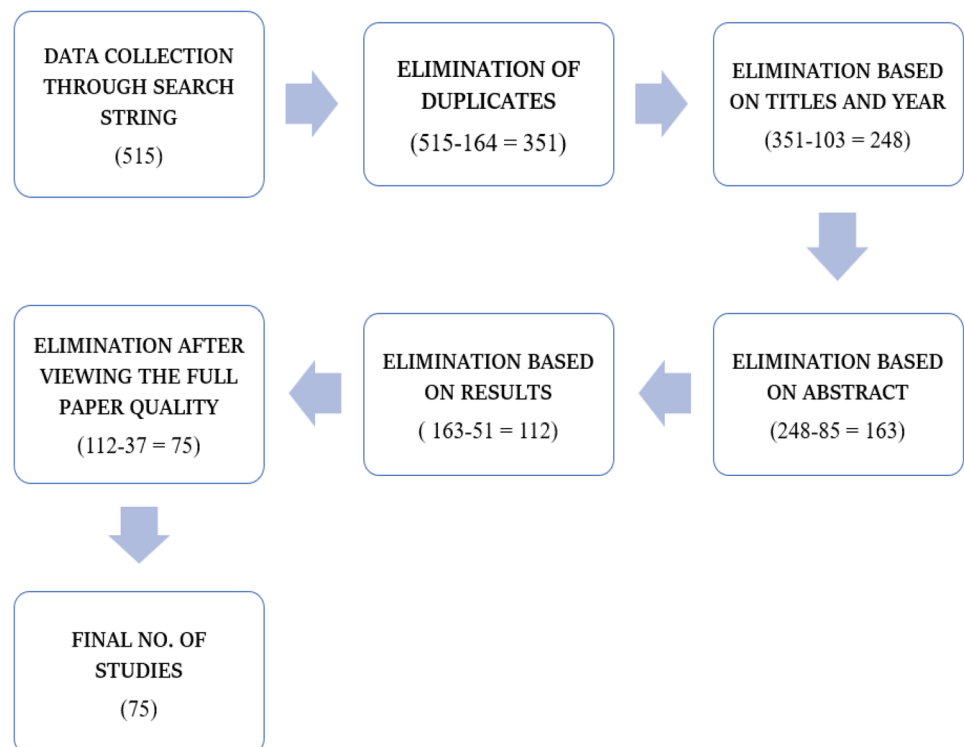 DATA COLLECTION
THROUGH SEARCH
STRING
(515)
ELIMINATION OF
DUPLICATES
(515-164 = 351)
ELIMINATION BASED
ON TITLES AND YEAR
(351-103 = 248)
ELIMINATION BASED
ON ABSTRACT
(248-85 = 163)
ELIMINATION BASED
ON RESULTS
( 163-51 = 112)
ELIMINATION AFTER
VIEWING THE FULL
PAPER QUALITY
(112-37 = 75)
FINAL NO. OF
STUDIES
(75)